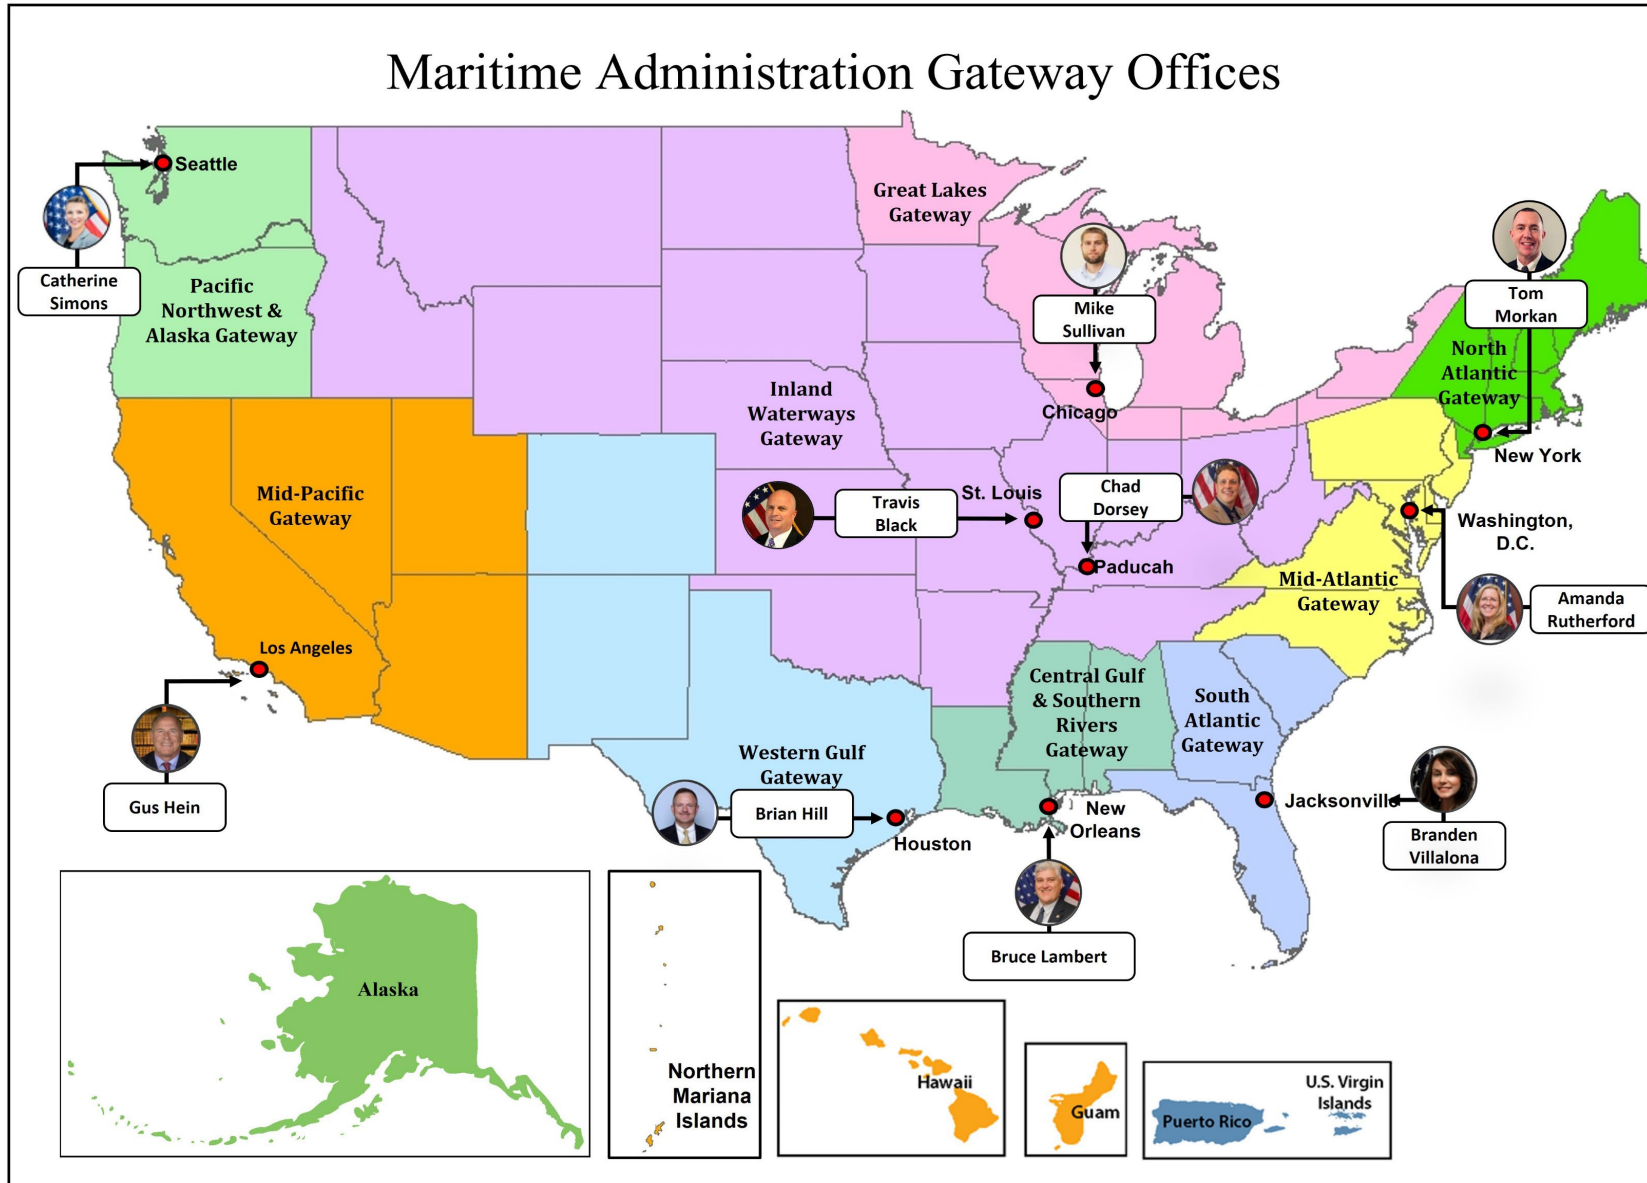 Maritime Administration Gateway Offices
Seattle
Catherine
Simons
Pacific
Northwest &
Alaska Gateway
Great Lakes
Gateway
Mike
Sullivan
Chicago
Tom
Morkan
North
Atlantic
Gateway
New York
Inland
Waterways
Gateway
Mid-Pacific
Gateway
Travis
Black
St. Louis
Chad
Dorsey
Paducah
Washington,
D.C.
Mid-Atlantic
Gateway
Amanda
Rutherford
Los Angeles
Gus Hein
Central Gulf
& Southern
Rivers
Gateway
South
Atlantic
Gateway
Western Gulf
Gateway
Brian Hill
Houston
New
Orleans
Jacksonville
Branden
Villalona
Bruce Lambert
Alaska
Northern
Mariana
Islands
Hawaii
Guam
Puerto Rico
U.S. Virgin
Islands